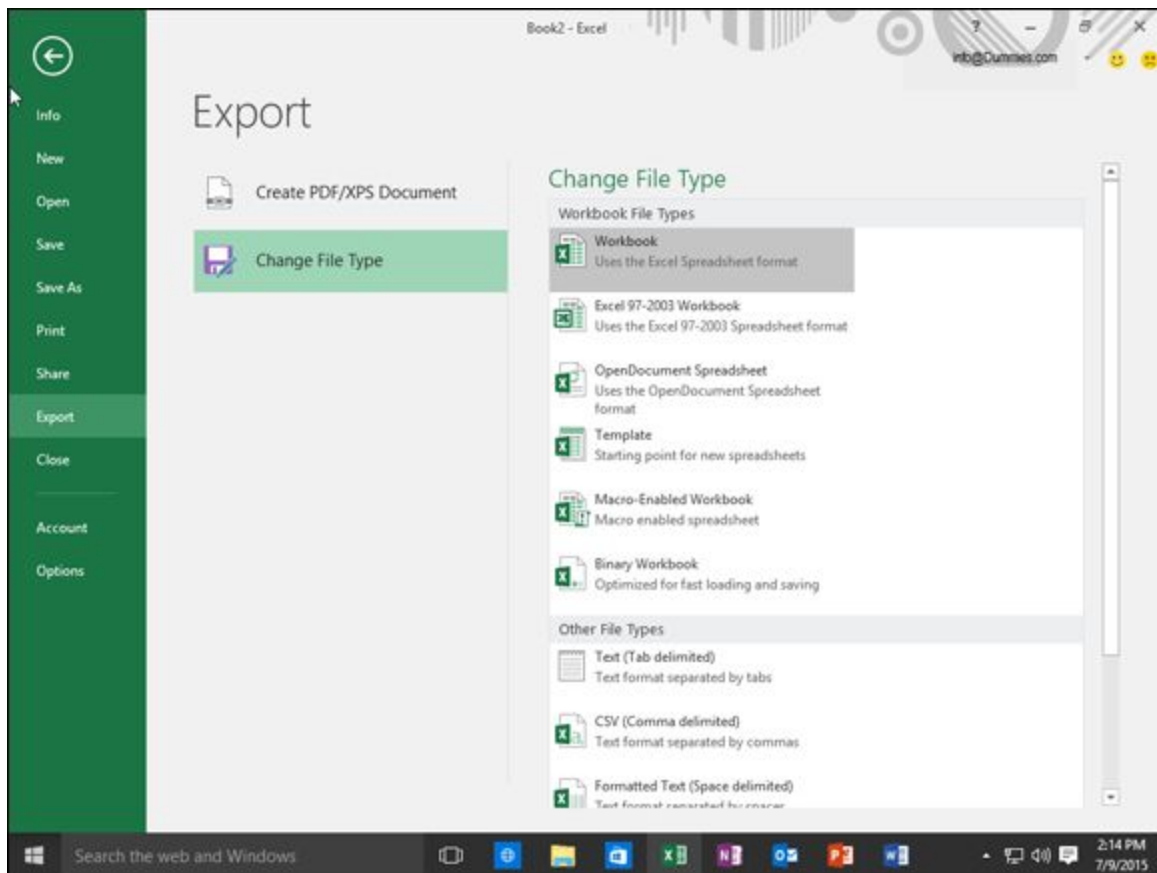 Book2 - Excel
?
info@Dummies.com
Info
New
Open
Save
Save As
Print
Share
Export
Close
Account
Options
Export
Create PDF/XPS Document
Change File Type
Change File Type
Workbook File Types
Workbook
Uses the Excel Spreadsheet format
Excel 97-2003 Workbook
Uses the Excel 97-2003 Spreadsheet format
OpenDocument Spreadsheet
Uses the OpenDocument Spreadsheet
format
Template
Starting point for new spreadsheets
Macro-Enabled Workbook
Macro enabled spreadsheet
Binary Workbook
Optimized for fast loading and saving
Other File Types
Text (Tab delimited)
Text format separated by tabs
CSV (Comma delimited)
Text format separated by commas
Formatted Text (Space delimited)
Text format separated by spaces
Search the web and Windows
2:14 PM
7/9/2015